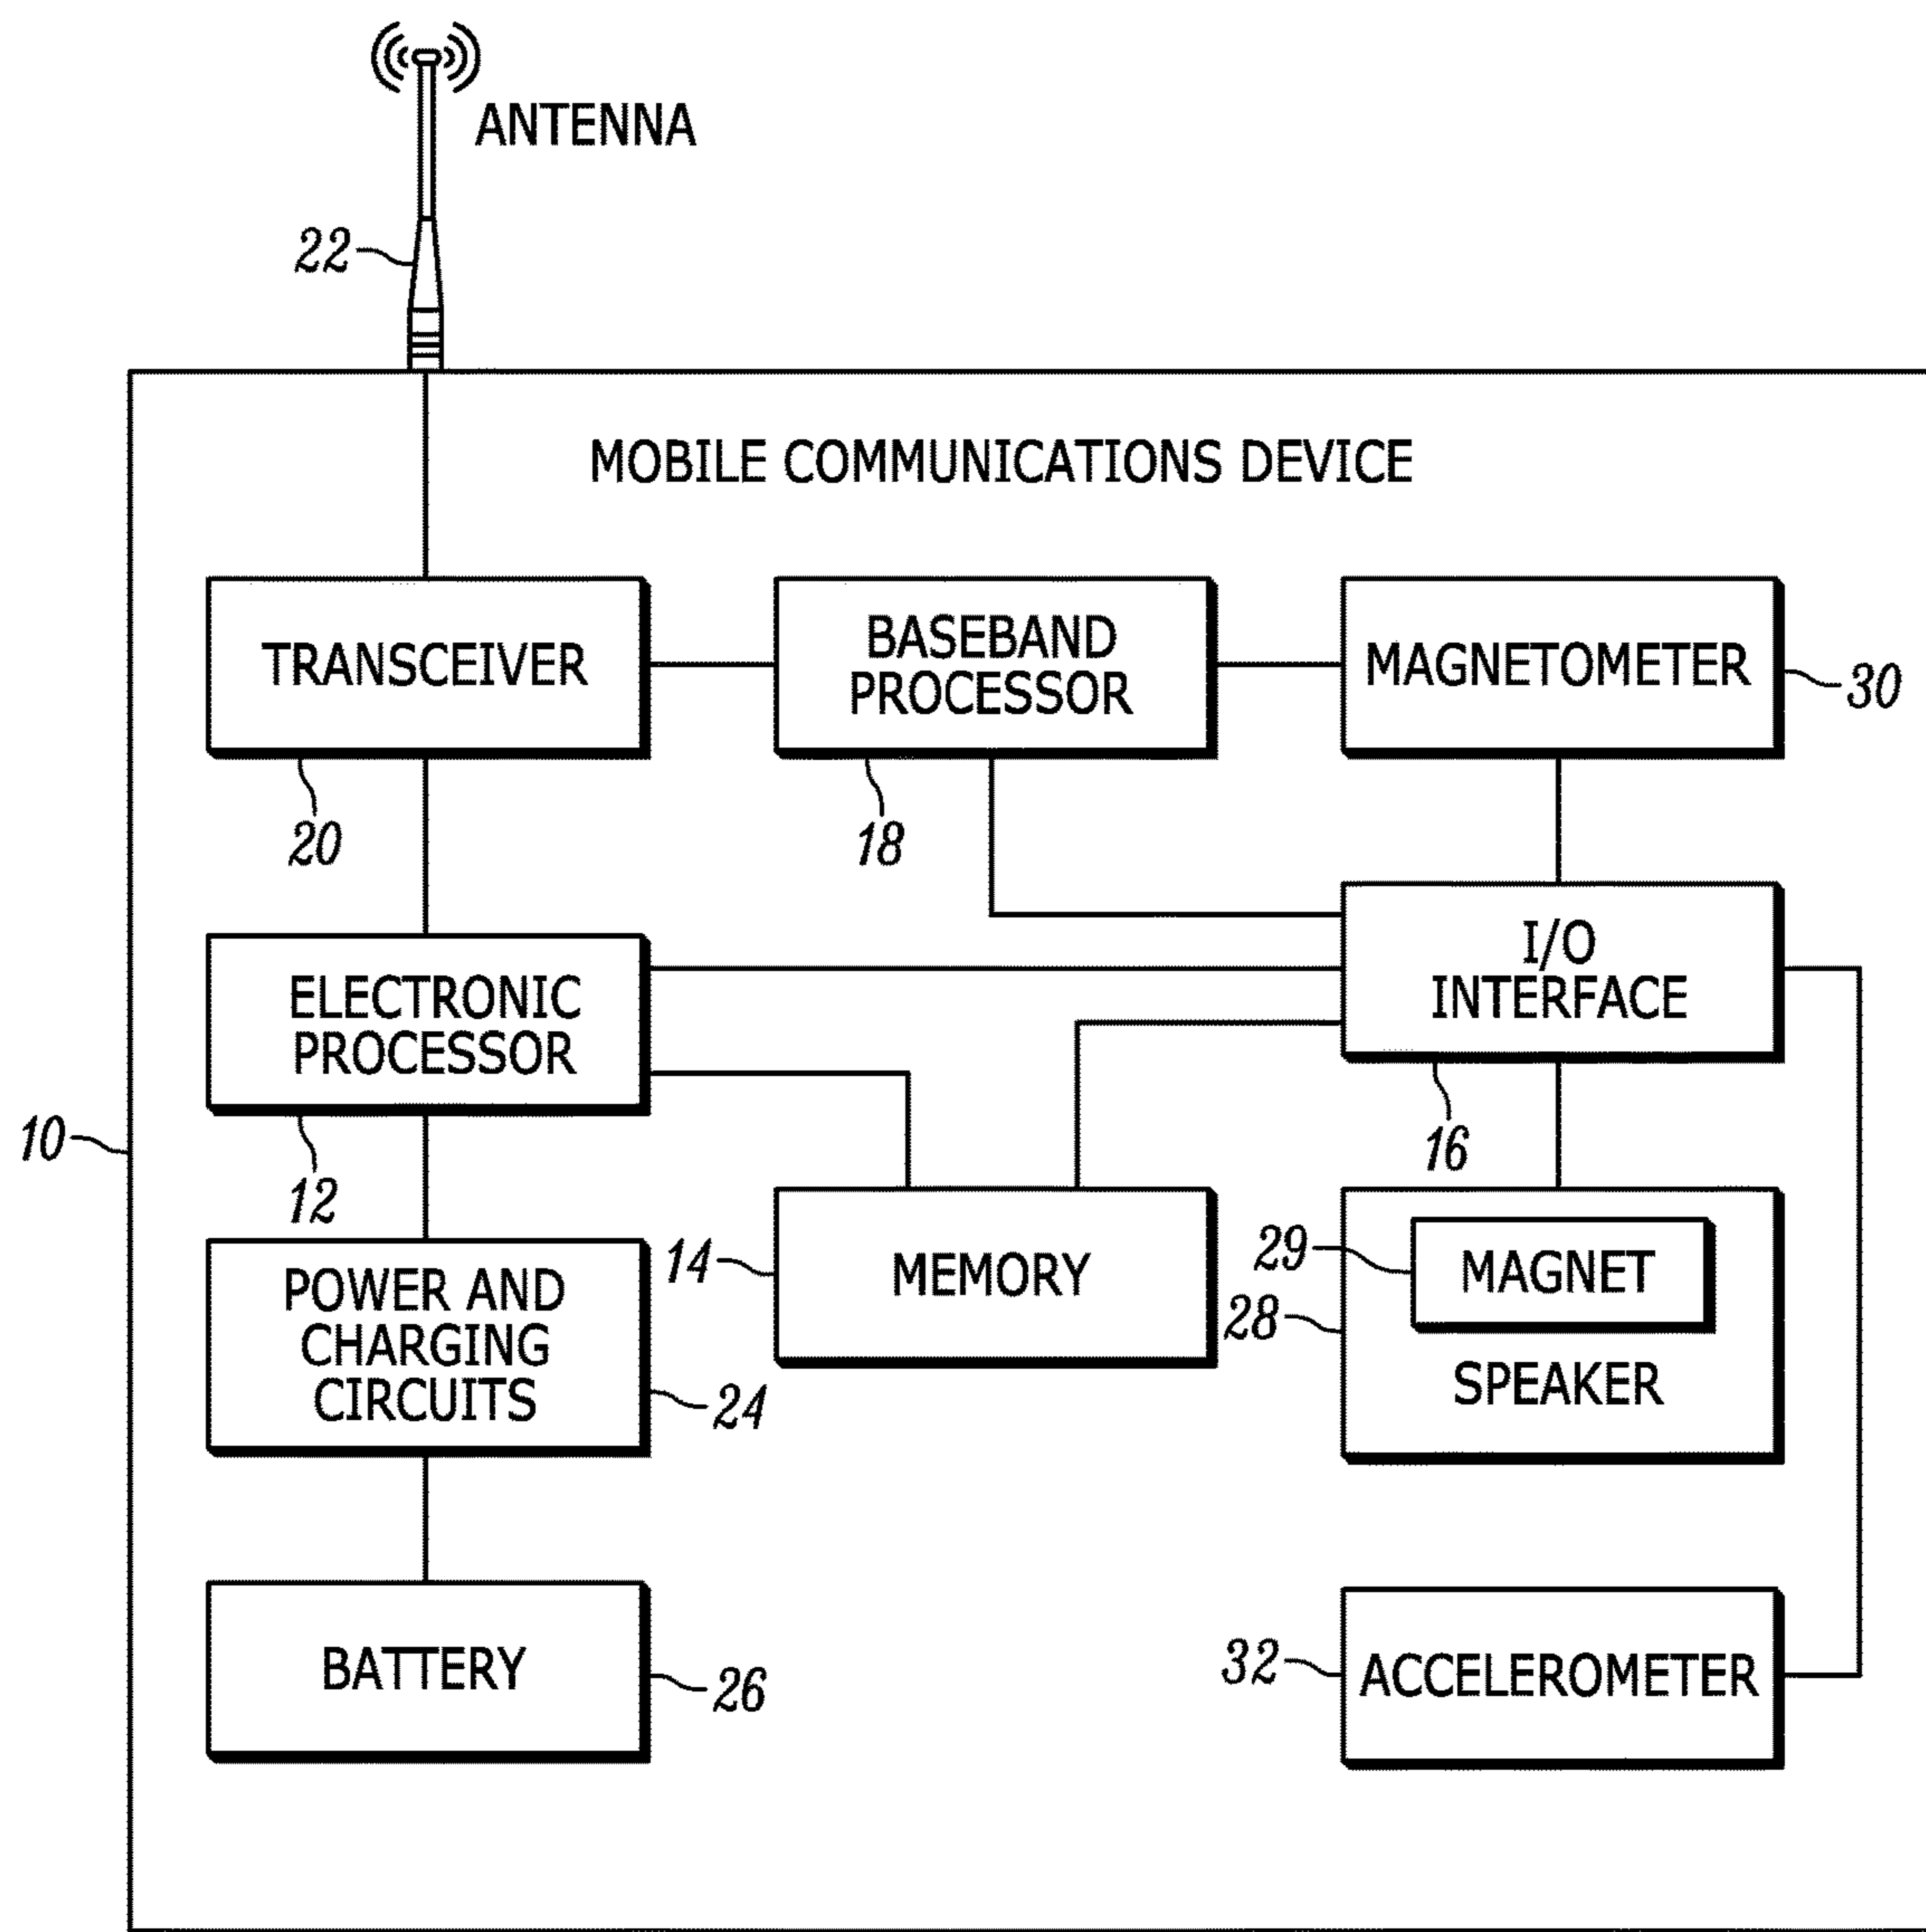 ANTENNA
22
MOBILE COMMUNICATIONS DEVICE
TRANSCEIVER
BASEBAND
PROCESSOR
MAGNETOMETER
30
20
18
ELECTRONIC
PROCESSOR
I/O
INTERFACE
10
12
16
POWER AND
CHARGING
CIRCUITS
24
14
MEMORY
29
MAGNET
28
SPEAKER
BATTERY
26
32
ACCELEROMETER